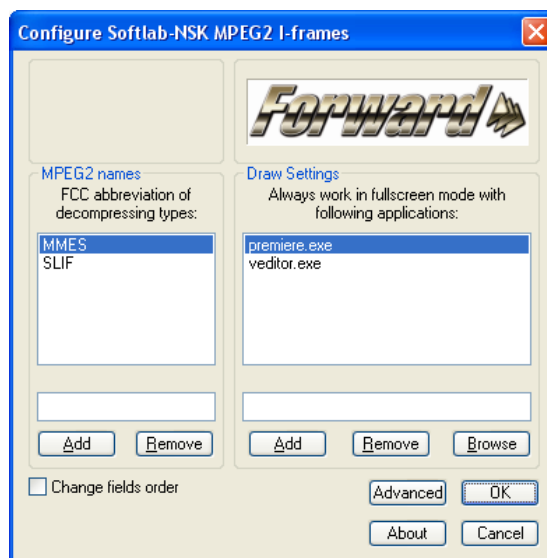 Configure Softlab-NSK MPEG2 I-frames
Forward
MPEG2 names
FCC abbreviation of
decompressing types:
MMES
SLIF
Add
Remove
Draw Settings
Always work in fullscreen mode with
following applications:
premiere.exe
veditor.exe
Add
Remove
Browse
Change fields order
Advanced
OK
About
Cancel